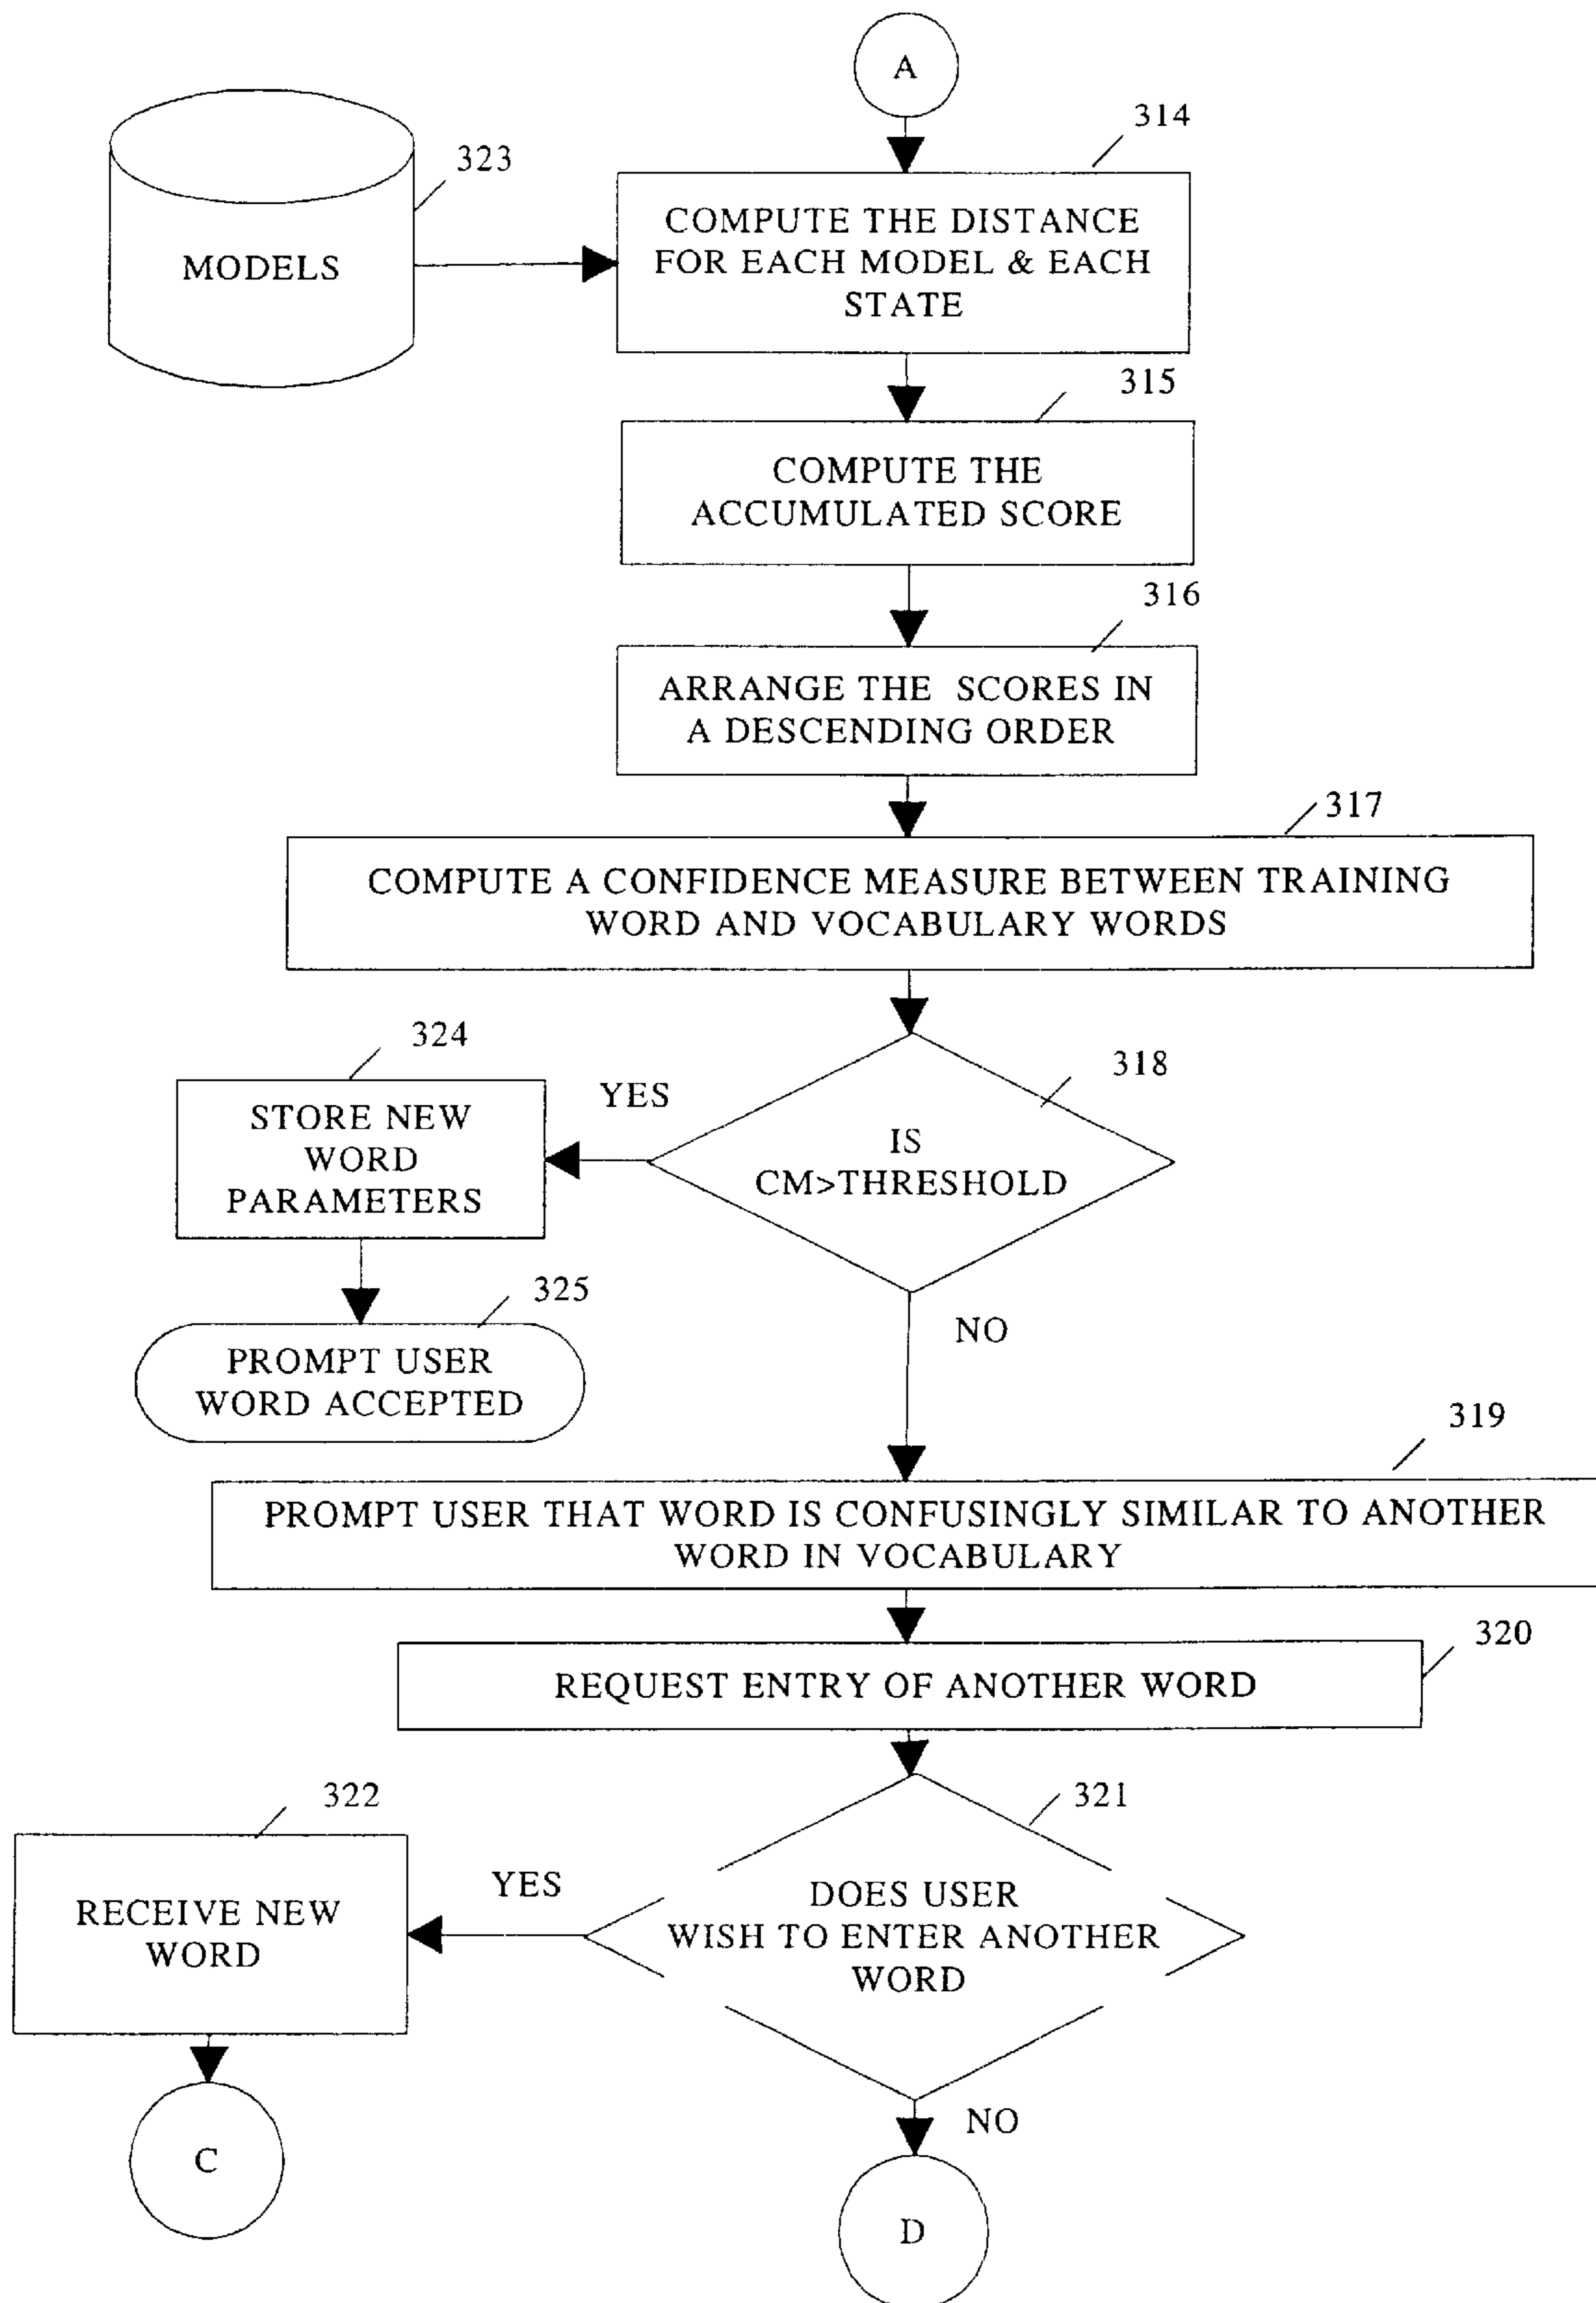 A
314
323
COMPUTE THE DISTANCE
FOR EACH MODEL & EACH
STATE
MODELS
315
COMPUTE THE
ACCUMULATED SCORE
316
ARRANGE THE SCORES IN
A DESCENDING ORDER
317
COMPUTE A CONFIDENCE MEASURE BETWEEN TRAINING
WORD AND VOCABULARY WORDS
324
318
YES
STORE NEW
WORD
PARAMETERS
IS
CM>THRESHOLD
325
NO
PROMPT USER
WORD ACCEPTED
319
PROMPT USER THAT WORD IS CONFUSINGLY SIMILAR TO ANOTHER
WORD IN VOCABULARY
320
REQUEST ENTRY OF ANOTHER WORD
322
321
YES
RECEIVE NEW
WORD
DOES USER
WISH TO ENTER ANOTHER
WORD
NO
C
D